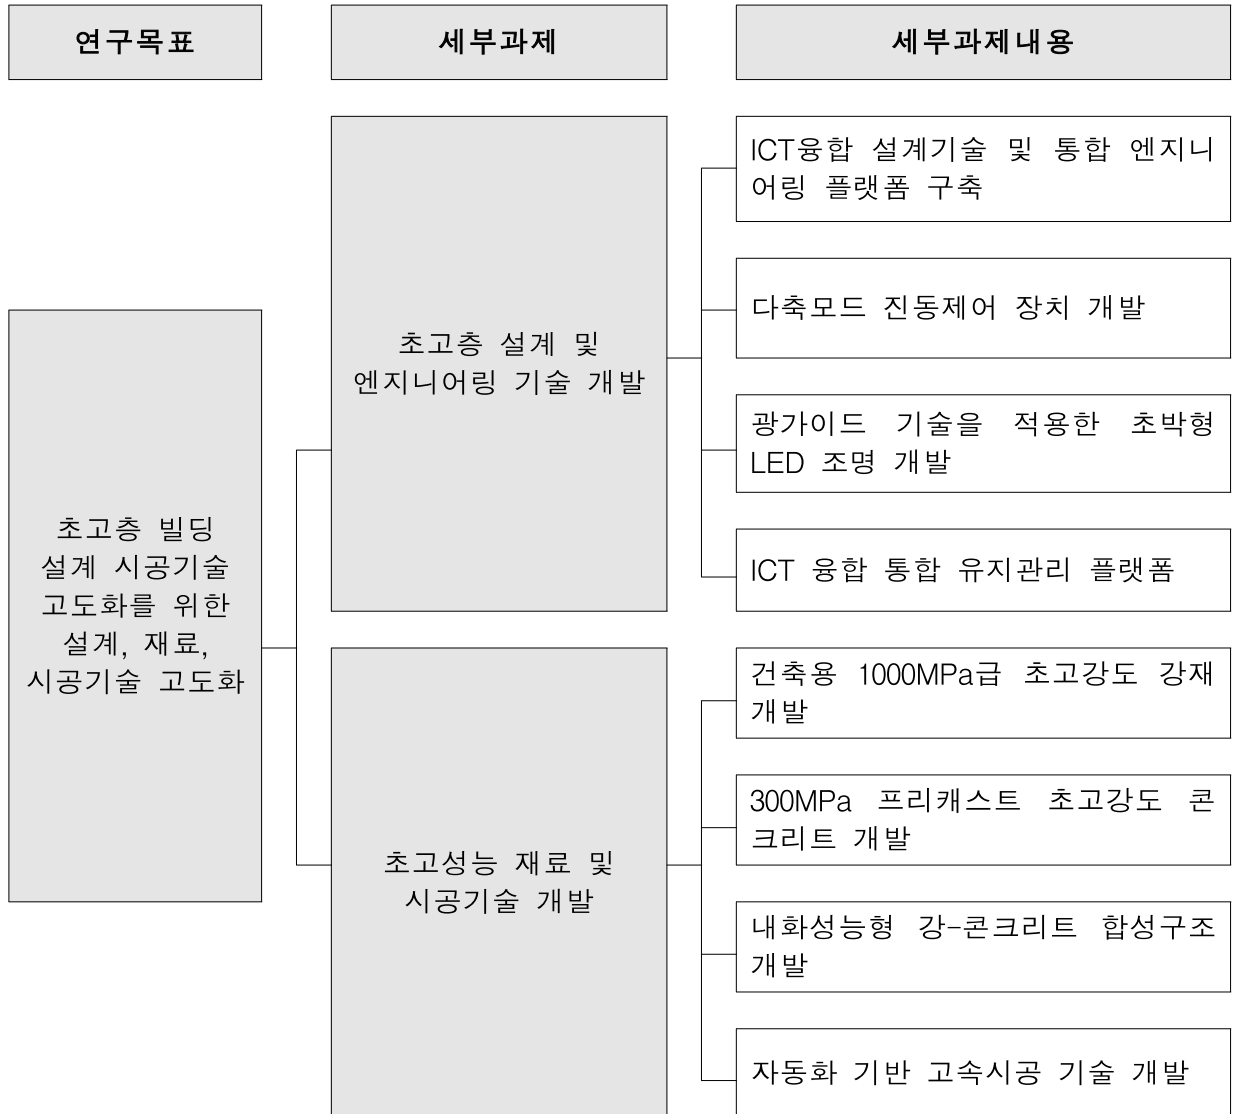 연구목표
세부과제
세부과제내용
초고층 빌딩
설계 시공기술
고도화를 위한
설계, 재료,
시공기술 고도화
초고층 설계 및
엔지니어링 기술 개발
ICT융합 설계기술 및 통합 엔지니
어링 플랫폼 구축
다축모드 진동제어 장치 개발
광가이드 기술을 적용한 초박형
LED 조명 개발
ICT 융합 통합 유지관리 플랫폼
초고성능 재료 및
시공기술 개발
건축용 1000MPa급 초고강도 강재
개발
300MPa 프리캐스트 초고강도 콘
크리트 개발
내화성능형 강-콘크리트 합성구조
개발
자동화 기반 고속시공 기술 개발